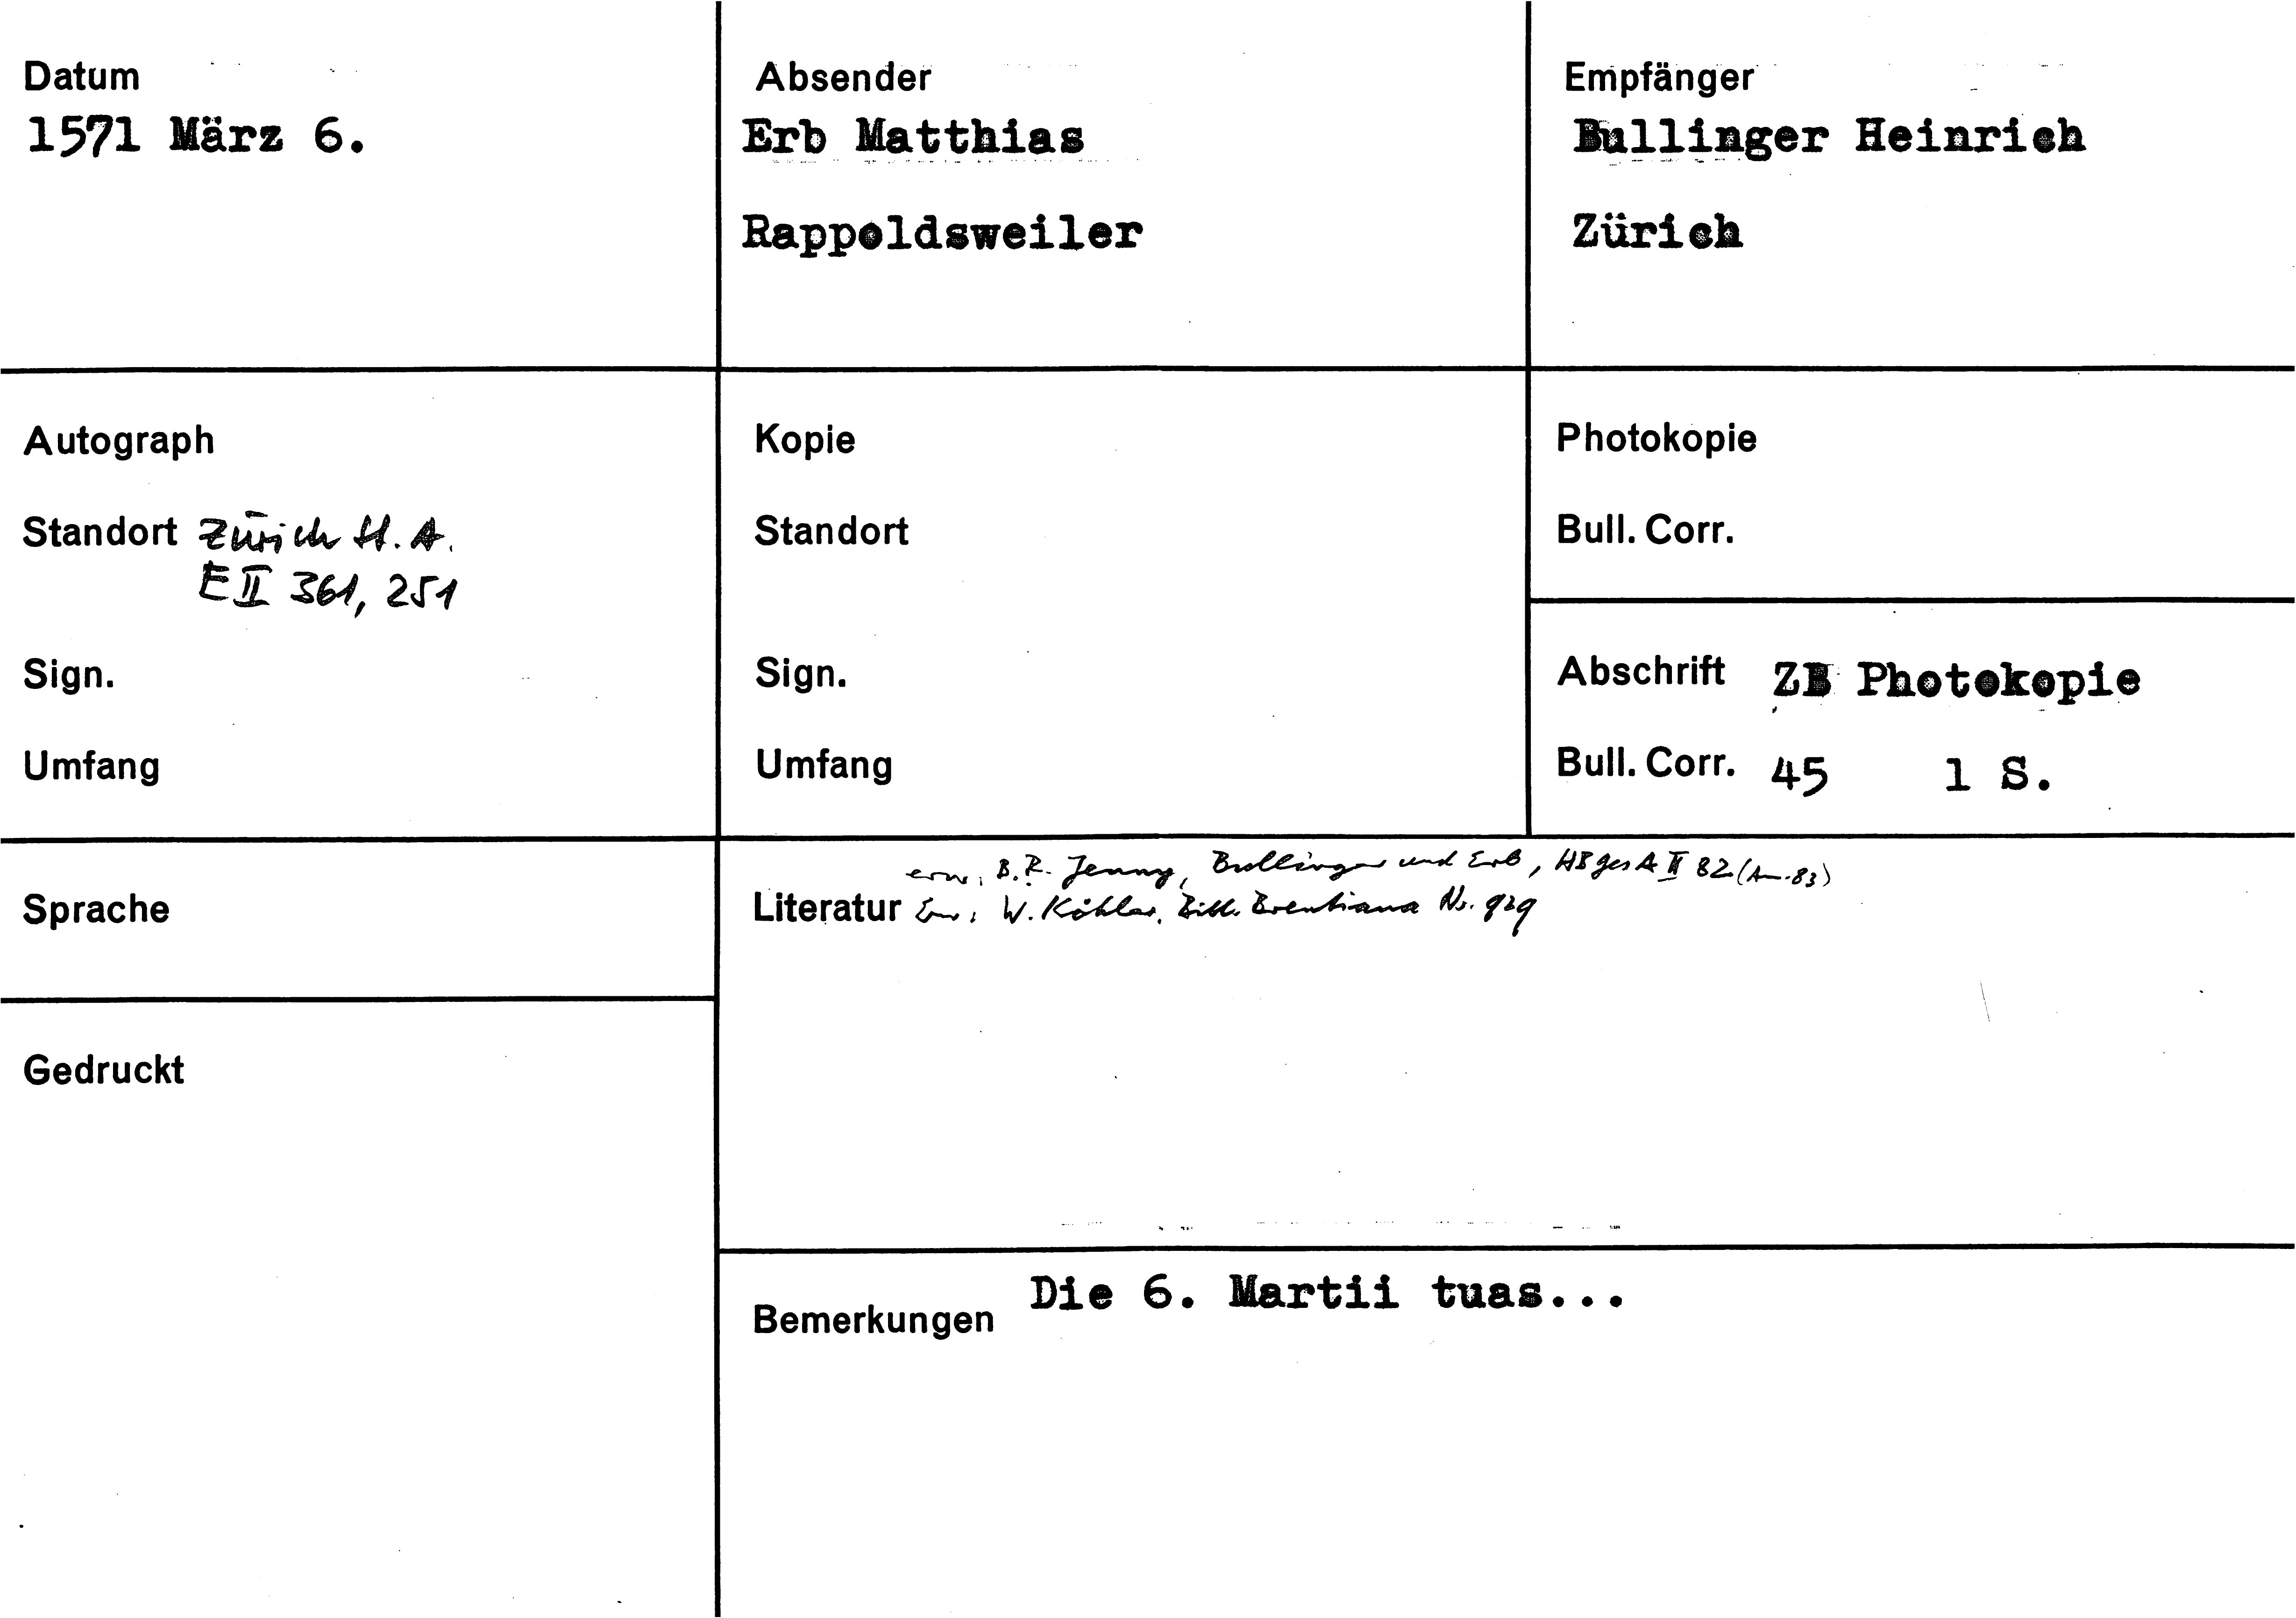 Datum
1571 März 6.
Absender
Erb Matthias
Rappoldsweiler
Empfänger
Bullinger Heinrich
Zürich
Autograph
Standort Zürich St. A.
E II 361, 251
Sign.
Umfang
Kopie
Standort
Sign.
Umfang
Photokopie
Bull. Corr.
Abschrift ZB Photokopie
Bull. Corr. 45 1 S.
Sprache
Gedruckt
erw. B. R. Jenny, Bullinger und Erb, HBgesA II 82 (Am. 83)
Literatur Erw. W. Köhler, Bibl. Brentiana Nr. 929
Bemerkungen Die 6. Martii tuas...